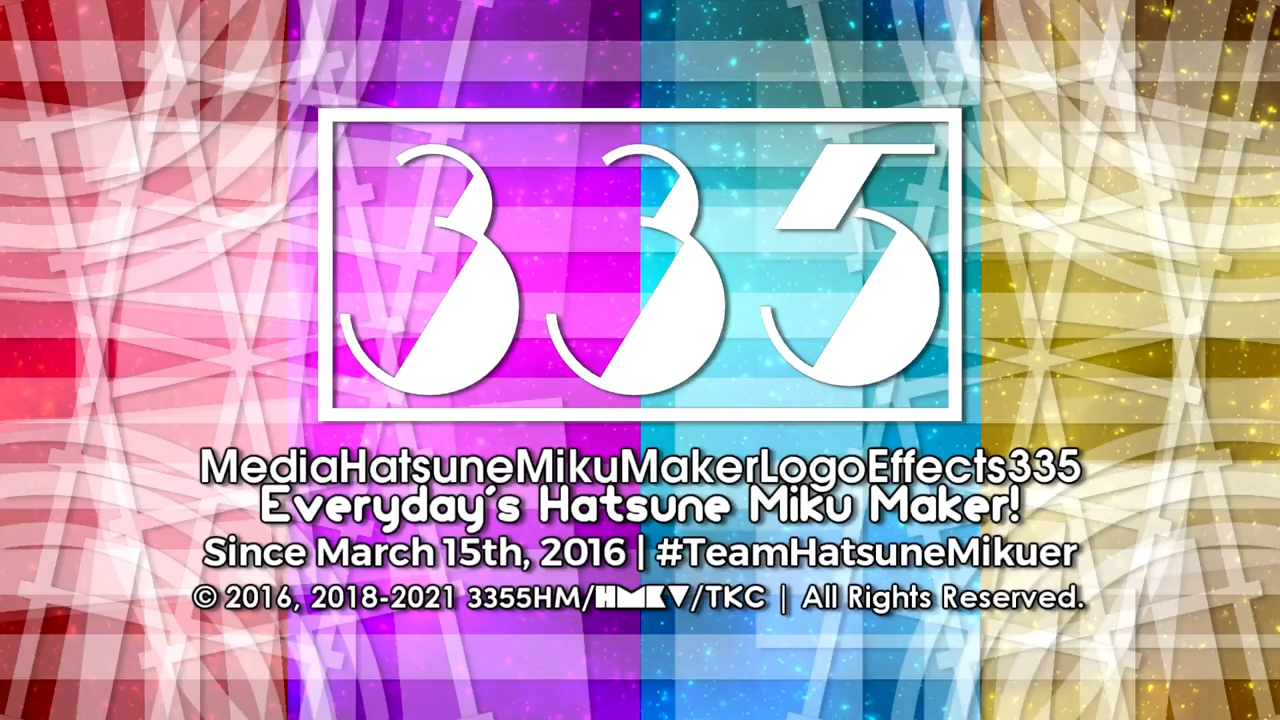 335
MediaHatsuneMikuMakerLogoEffects335
Everyday's Hatsune Miku Maker!
Since March 15th, 2016 | #TeamHatsuneMikuer
© 2016, 2018-2021 3355HM/HMKV/TKC | All Rights Reserved.